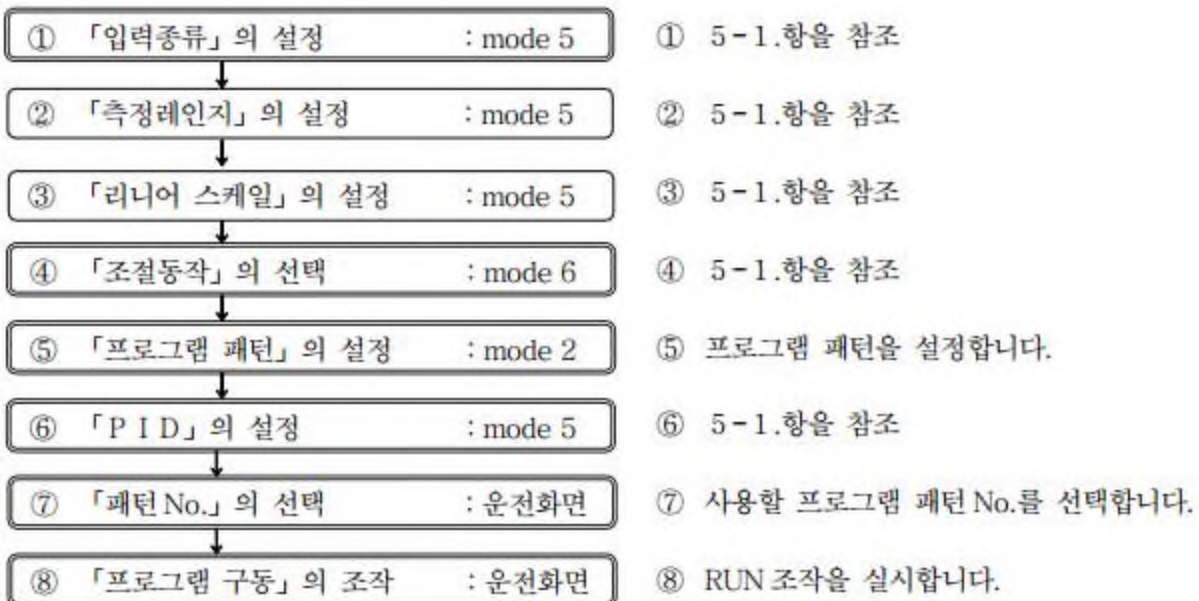 ① 「입력종류」의 설정 : mode 5 ① 5-1.항을 참조
② 「측정레인지」의 설정 : mode 5 ② 5-1.항을 참조
③ 「리니어 스케일」의 설정 : mode 5 ③ 5-1.항을 참조
④ 「조절동작」의 선택 : mode 6 ④ 5-1.항을 참조
⑤ 「프로그램 패턴」의 설정 : mode 2 ⑤ 프로그램 패턴을 설정합니다.
⑥ 「PID」의 설정 : mode 5 ⑥ 5-1.항을 참조
⑦ 「패턴 No.」의 선택 : 운전화면 ⑦ 사용할 프로그램 패턴 No.를 선택합니다.
⑧ 「프로그램 구동」의 조작 : 운전화면 ⑧ RUN 조작을 실시합니다.